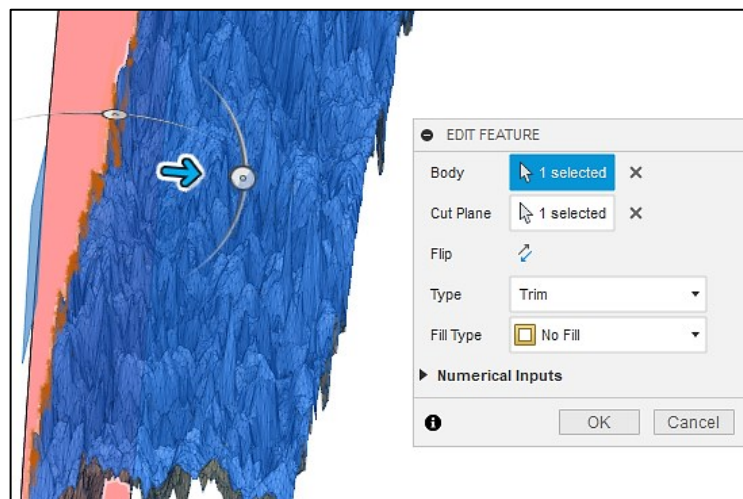 EDIT FEATURE
Body 1 selected
Cut Plane 1 selected
Flip
Type Trim
Fill Type No Fill
Numerical Inputs
OK Cancel